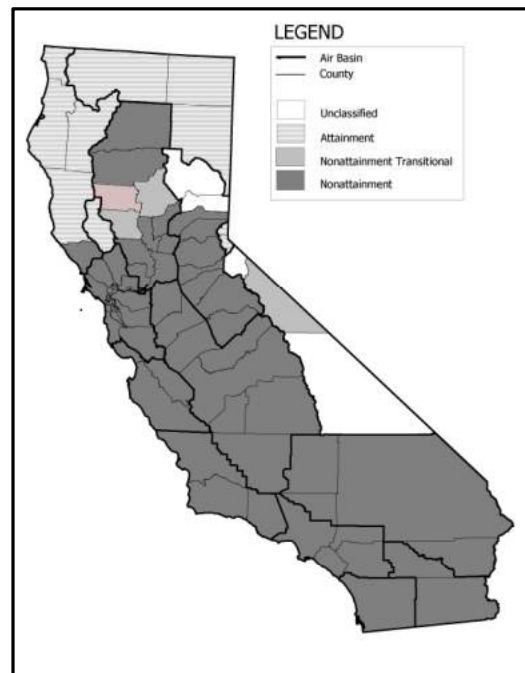 LEGEND
Air Basin
County
Unclassified
Attainment
Nonattainment Transitional
Nonattainment